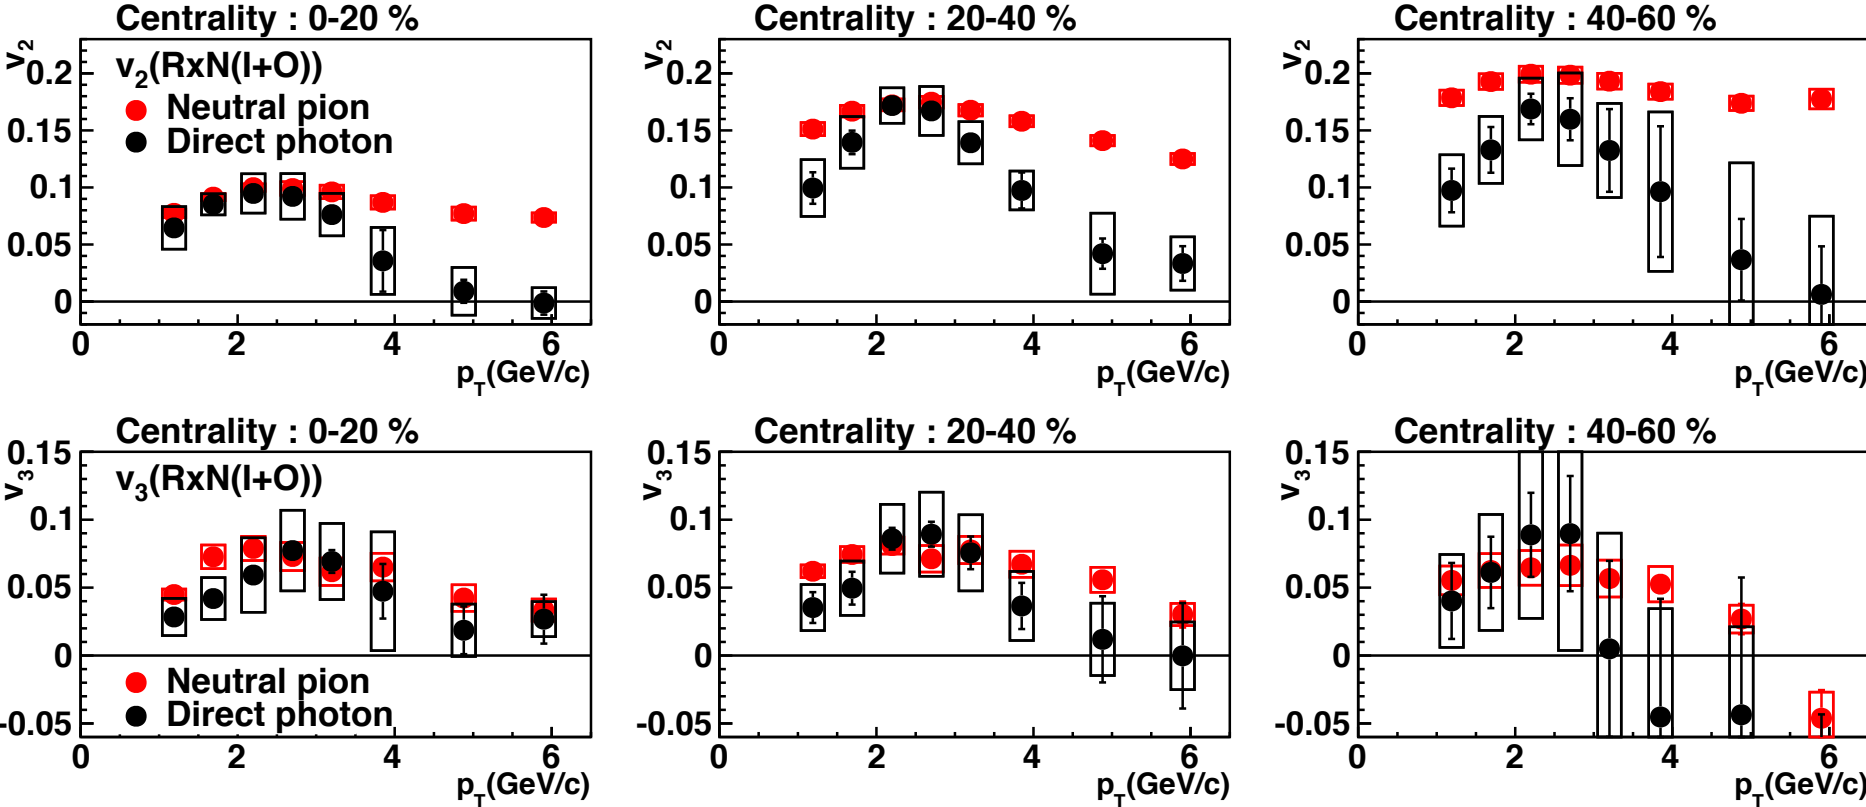 Centrality : 0-20 %
v2
v2(RxN(I+O))
Neutral pion
Direct photon
0.2
0.15
0.1
0.05
0
0 2 4 6
pT(GeV/c)
Centrality : 20-40 %
v2
0.2
0.15
0.1
0.05
0
0 2 4 6
pT(GeV/c)
Centrality : 40-60 %
v2
0.2
0.15
0.1
0.05
0
0 2 4 6
pT(GeV/c)
Centrality : 0-20 %
v3
v3(RxN(I+O))
0.15
0.1
0.05
0
-0.05
Neutral pion
Direct photon
0 2 4 6
pT(GeV/c)
Centrality : 20-40 %
v3
0.15
0.1
0.05
0
-0.05
0 2 4 6
pT(GeV/c)
Centrality : 40-60 %
v3
0.15
0.1
0.05
0
-0.05
0 2 4 6
pT(GeV/c)